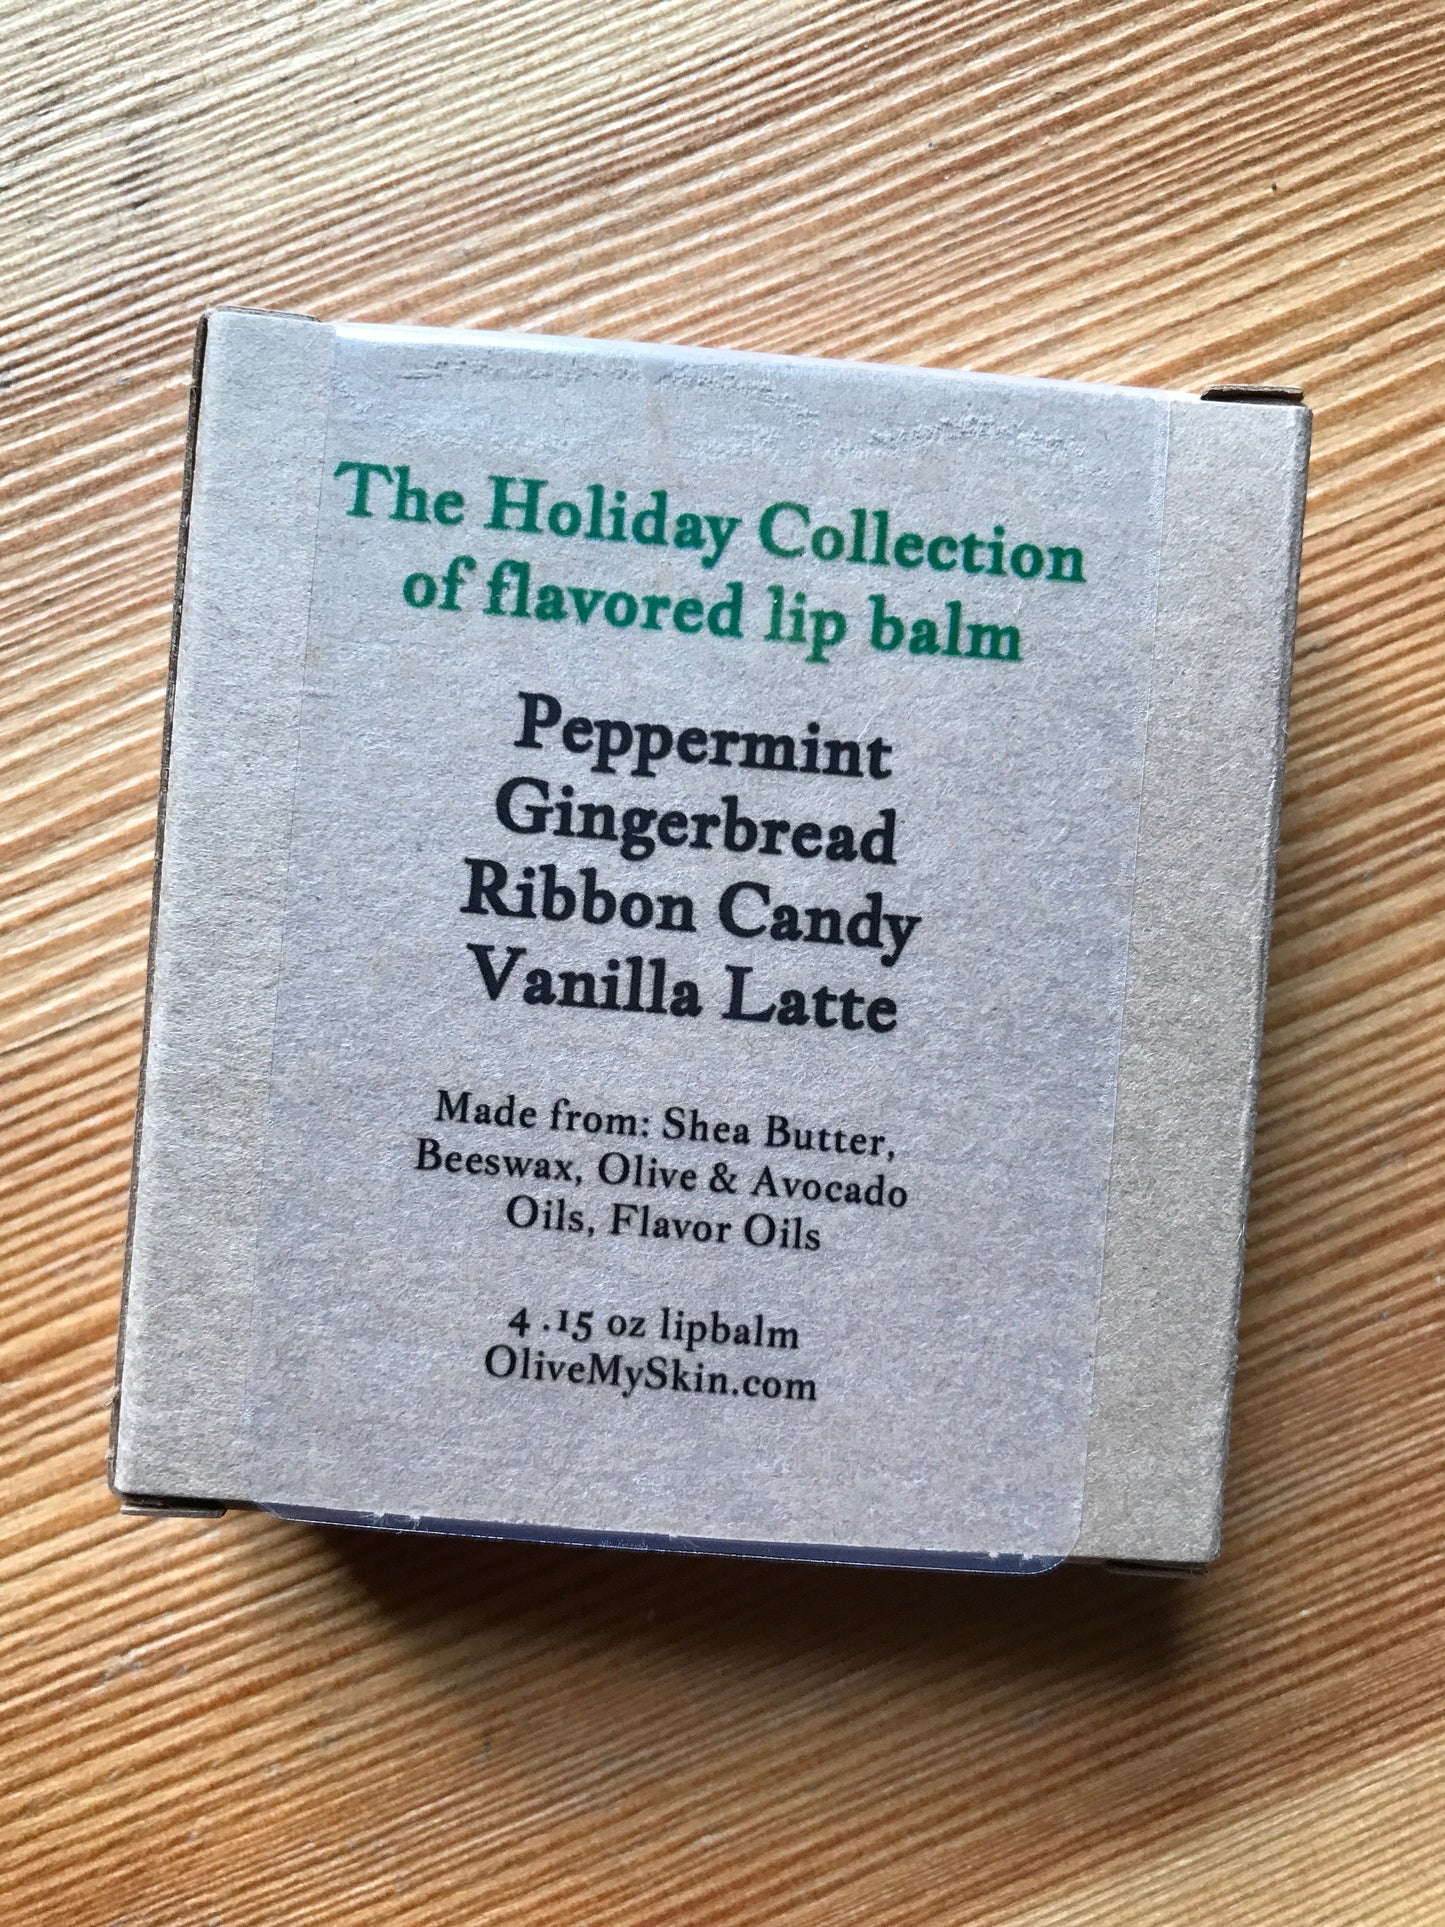 The Holiday Collection
of flavored lip balm
Peppermint
Gingerbread
Ribbon Candy
Vanilla Latte
Made from: Shea Butter,
Beeswax, Olive & Avocado
Oils, Flavor Oils
4 .15 oz lipbalm
OliveMySkin.com